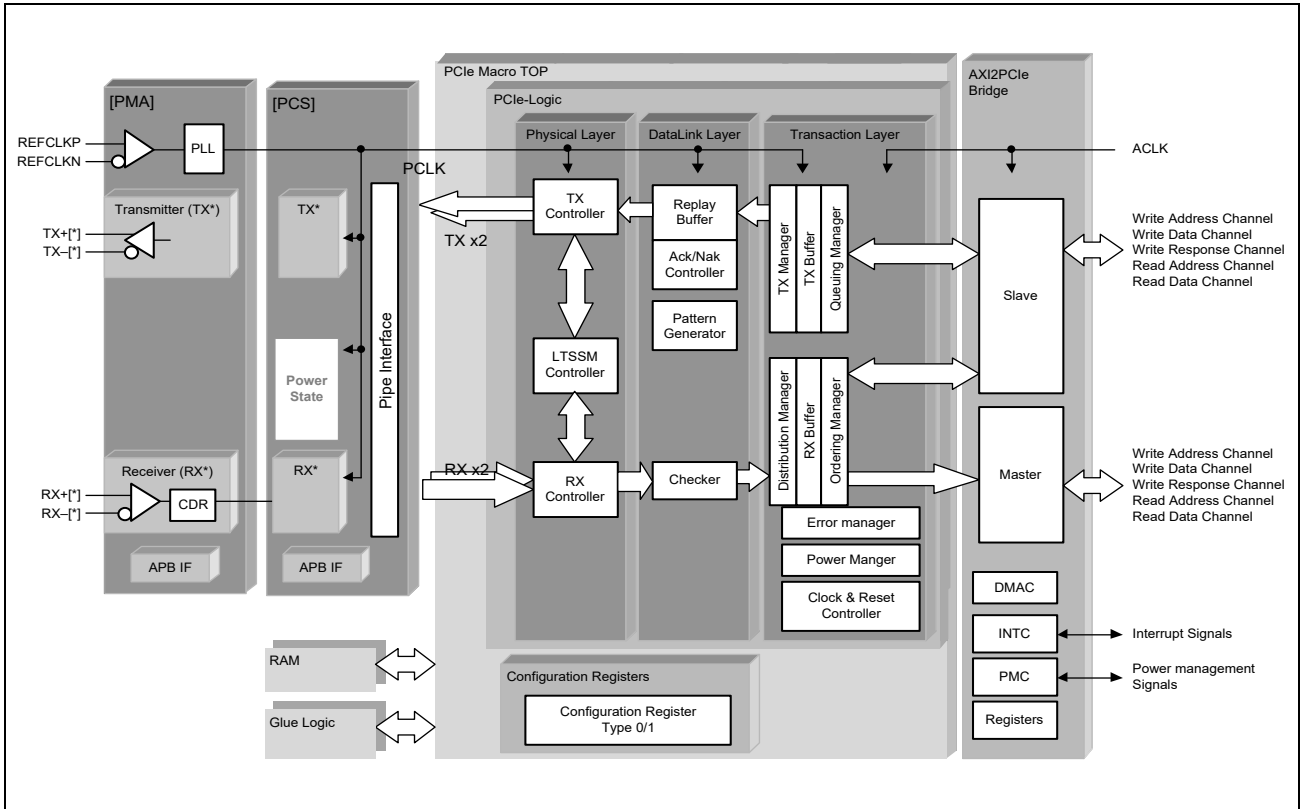 PCIe Macro TOP
AXI2PCIe
Bridge
[PMA]
[PCS]
PCIe-Logic
Physical Layer
DataLink Layer
Transaction Layer
REFCLKP
REFCLKN
PLL
ACLK
PCLK
Transmitter (TX*)
TX+[*]
TX–[*]
TX*
TX x2
TX
Controller
Replay
Buffer
Ack/Nak
Controller
Pattern
Generator
TX Manager
TX Buffer
Queuing Manager
Slave
Write Address Channel
Write Data Channel
Write Response Channel
Read Address Channel
Read Data Channel
Power
State
Pipe Interface
LTSSM
Controller
Receiver (RX*)
RX+[*]
RX–[*]
CDR
RX*
RX x2
RX
Controller
Checker
Distribution Manager
RX Buffer
Ordering Manager
Master
Write Address Channel
Write Data Channel
Write Response Channel
Read Address Channel
Read Data Channel
APB IF
APB IF
Error manager
Power Manger
Clock & Reset
Controller
DMAC
INTC
Interrupt Signals
PMC
Power management
Signals
Registers
RAM
Glue Logic
Configuration Registers
Configuration Register
Type 0/1